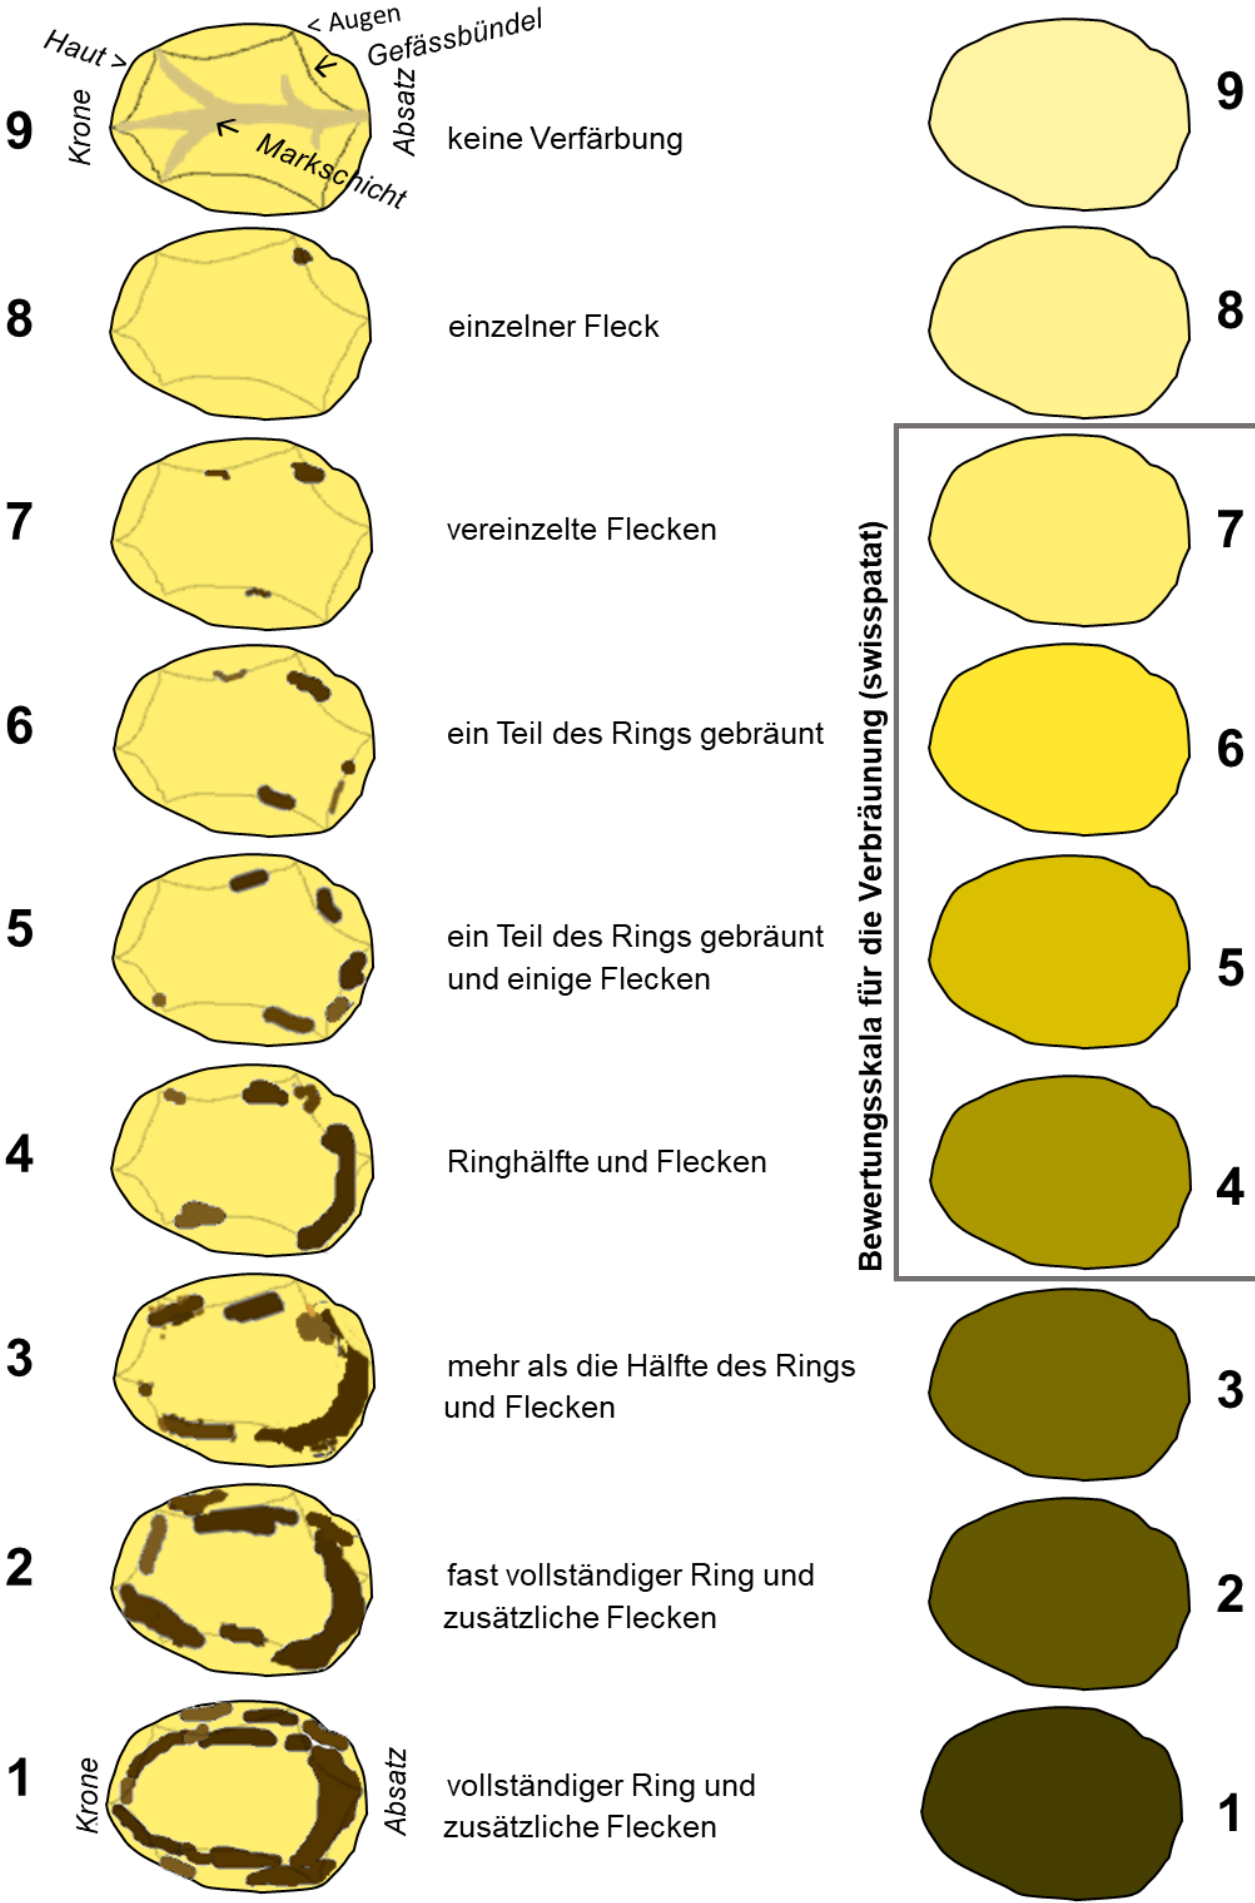 < Augen
Haut >
Gefässbündel
9
Krone
Absatz
Markschicht
keine Verfärbung
9
8
einzelner Fleck
8
7
vereinzelte Flecken
7
6
ein Teil des Rings gebräunt
6
5
ein Teil des Rings gebräunt
und einige Flecken
5
4
Ringhälfte und Flecken
4
Bewertungsskala für die Verbräunung (swisspatat)
3
mehr als die Hälfte des Rings
und Flecken
3
2
fast vollständiger Ring und
zusätzliche Flecken
2
1
Krone
Absatz
vollständiger Ring und
zusätzliche Flecken
1